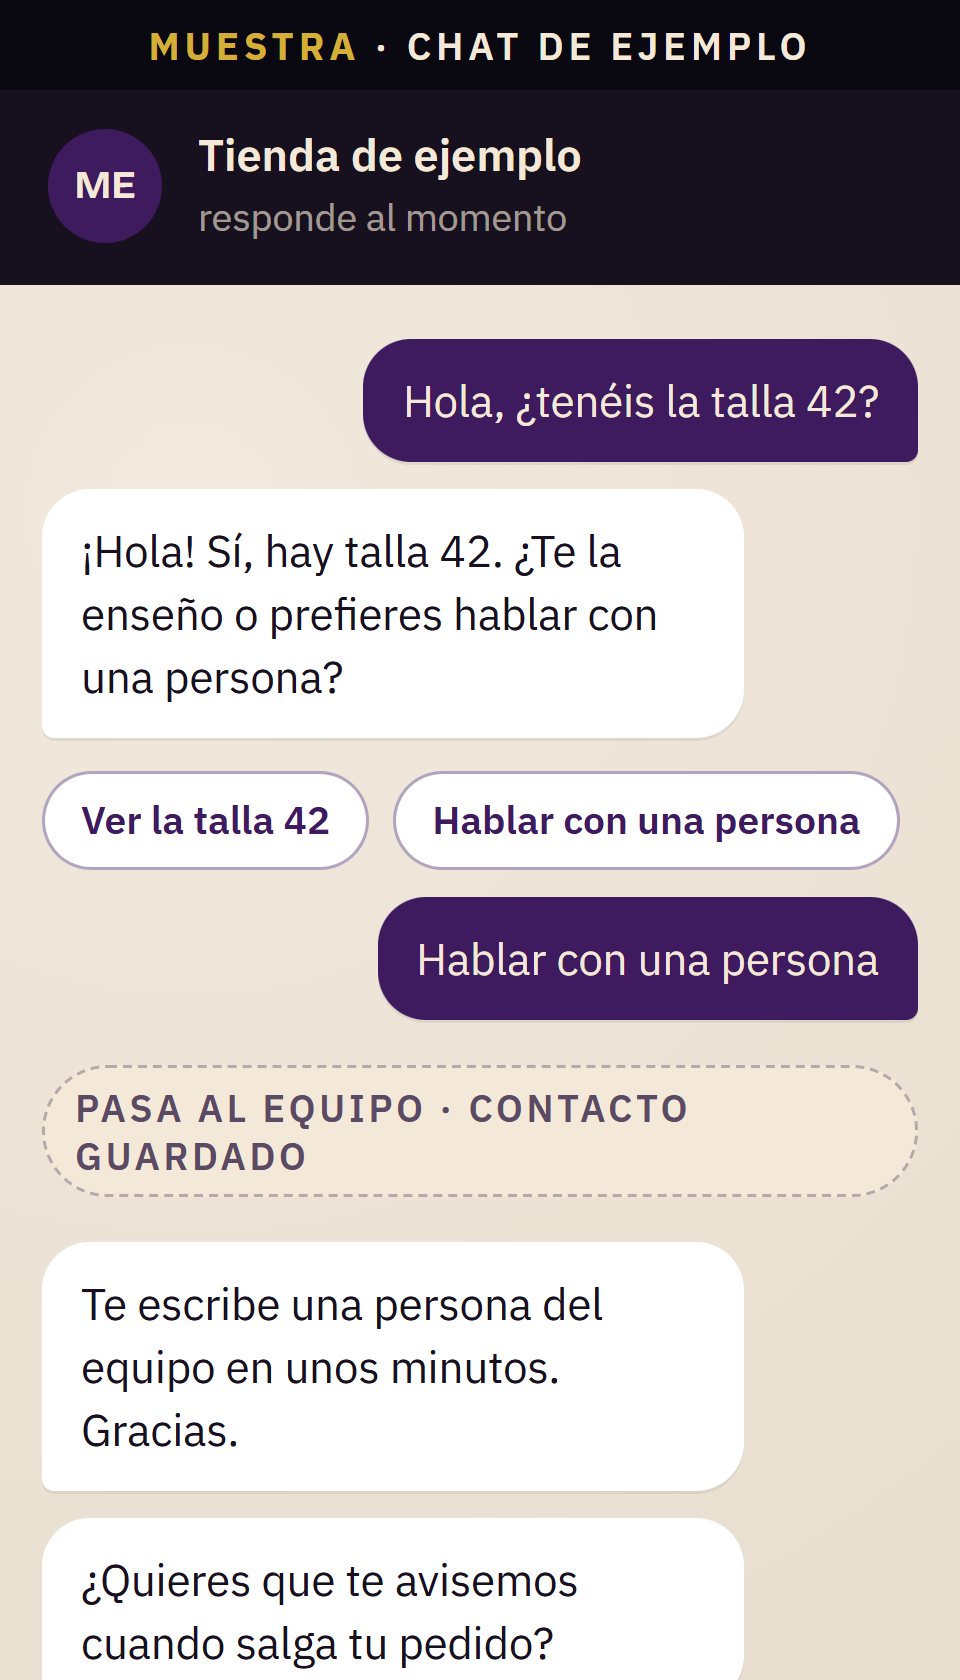 MUESTRA · CHAT DE EJEMPLO
ME
Tienda de ejemplo
responde al momento
Hola, ¿tenéis la talla 42?
¡Hola! Sí, hay talla 42. ¿Te la
enseño o prefieres hablar con
una persona?
Ver la talla 42
Hablar con una persona
Hablar con una persona
PASA AL EQUIPO · CONTACTO
GUARDADO
Te escribe una persona del
equipo en unos minutos.
Gracias.
¿Quieres que te avisemos
cuando salga tu pedido?